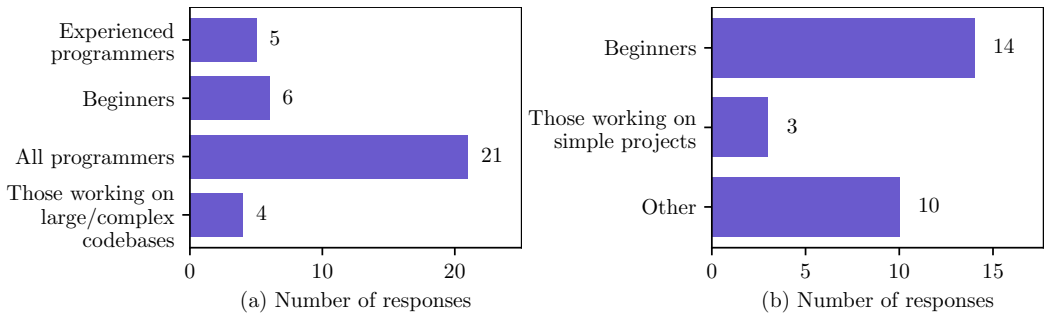 Experienced
programmers
5
Beginners
6
All programmers
21
Those working on
large/complex
codebases
4
0
10
20
(a) Number of responses
Beginners
14
Those working on
simple projects
3
Other
10
0
5
10
15
(b) Number of responses